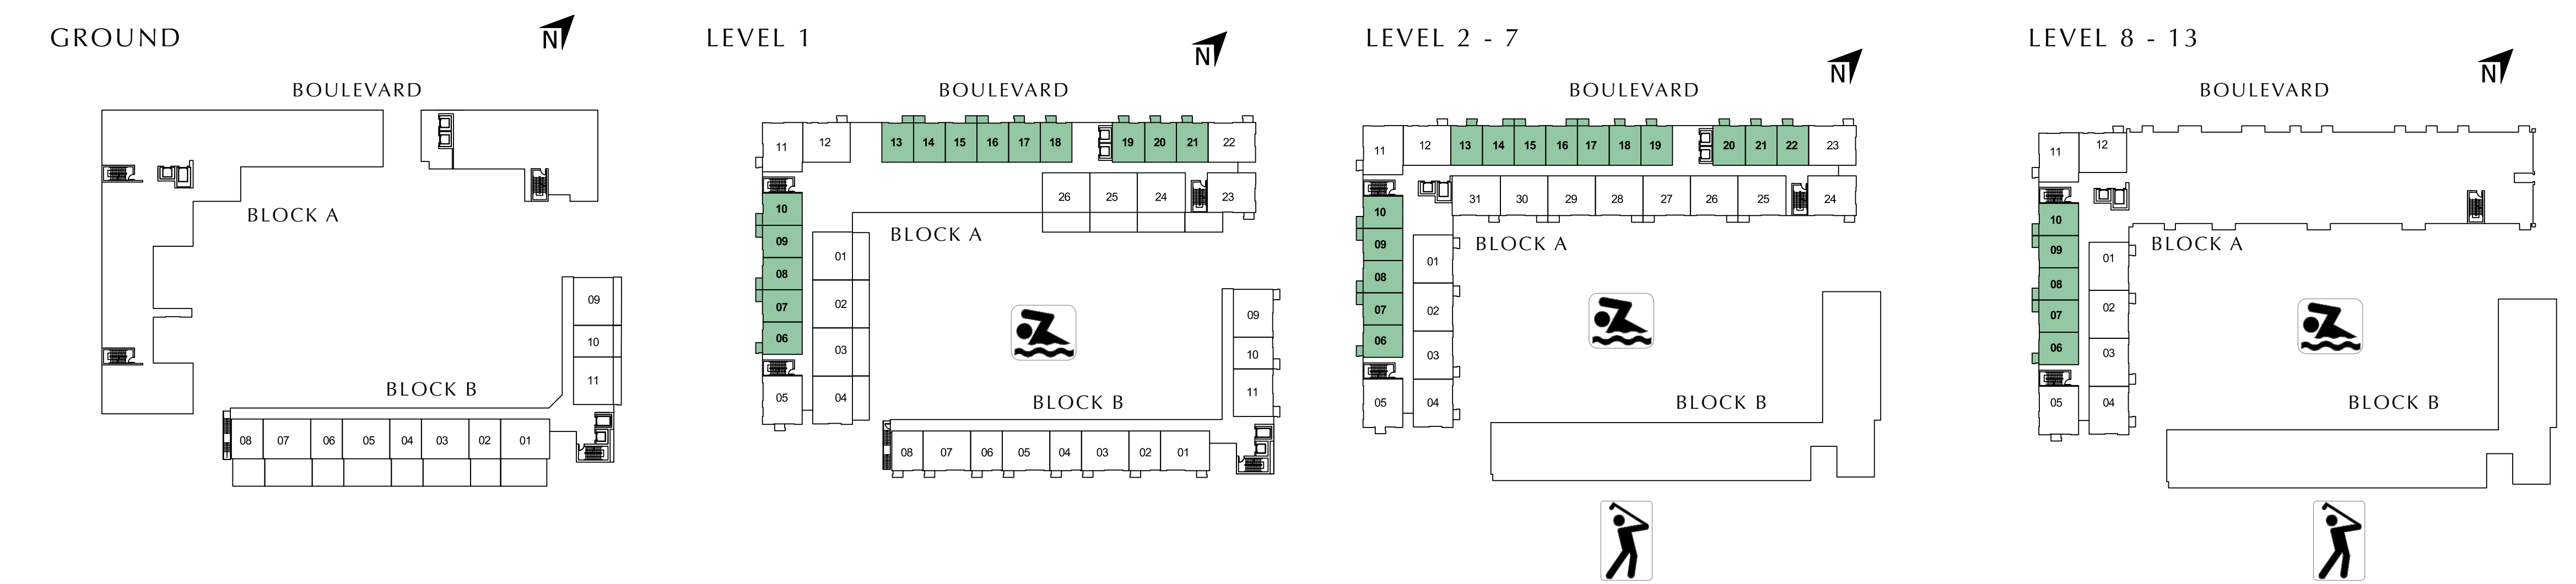 GROUND
N
BOULEVARD
BLOCK A
09
10
11
BLOCK B
08 07 06 05 04 03 02 01
LEVEL 1
N
BOULEVARD
11 12 13 14 15 16 17 18 19 20 21 22
26 25 24 23
10
09
08
07
06
05
01
02
03
04
BLOCK A
09
10
11
BLOCK B
08 07 06 05 04 03 02 01
LEVEL 2 - 7
N
BOULEVARD
11 12 13 14 15 16 17 18 19 20 21 22 23
31 30 29 28 27 26 25 24
10
09
08
07
06
05
01
02
03
04
BLOCK A
BLOCK B
LEVEL 8 - 13
N
BOULEVARD
11 12
10
09
08
07
06
05
01
02
03
04
BLOCK A
BLOCK B